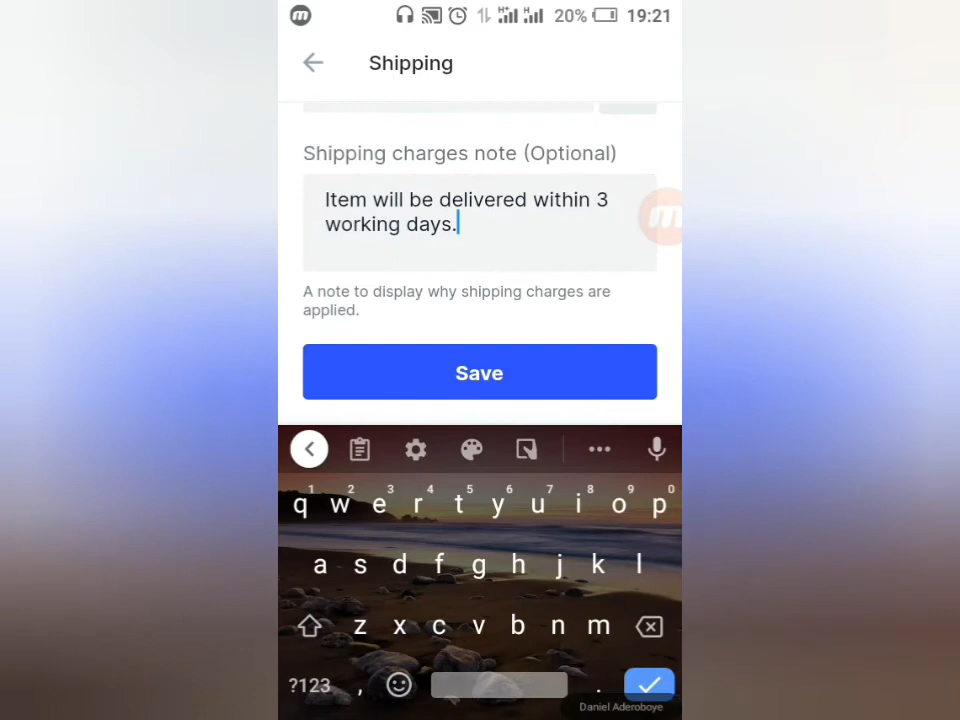 20% 19:21
Shipping
Shipping charges note (Optional)
Item will be delivered within 3
working days.
A note to display why shipping charges are
applied.
Save
1 2 3 4 5 6 7 8 9 0
q w e r t y u i o p
a s d f g h j k l
z x c v b n m
?123 , .
Daniel Aderoboye